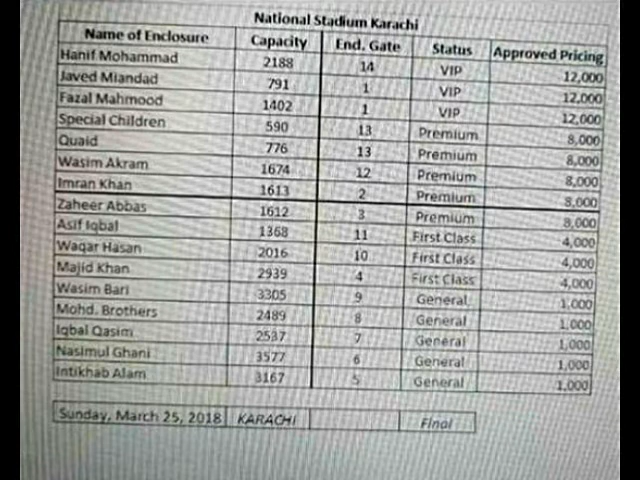 National Stadium Karachi
Name of Enclosure Capacity End. Gate Status Approved Pricing
Hanif Mohammad 2188 14 VIP 12,000
Javed Miandad 791 1 VIP 12,000
Fazal Mahmood 1402 1 VIP 12,000
Special Children 590 13 Premium 8,000
Quaid 776 13 Premium 8,000
Wasim Akram 1674 12 Premium 8,000
Imran Khan 1613 2 Premium 8,000
Zaheer Abbas 1612 3 Premium 8,000
Asif Iqbal 1368 11 First Class 4,000
Waqar Hasan 2016 10 First Class 4,000
Majid Khan 2939 4 First Class 4,000
Wasim Bari 3305 9 General 1,000
Mohd. Brothers 2489 8 General 1,000
Iqbal Qasim 2537 7 General 1,000
Nasimul Ghani 3577 6 General 1,000
Intikhab Alam 3167 5 General 1,000
Sunday, March 25, 2018 KARACHI Final